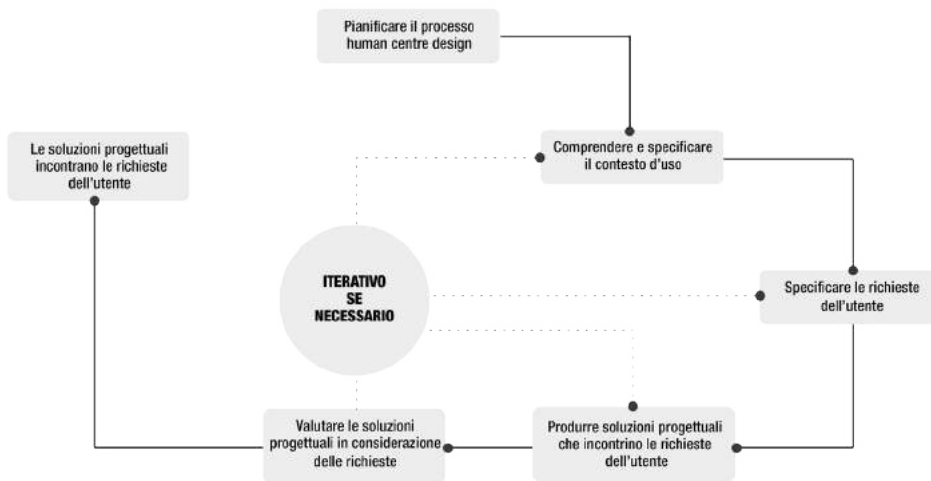 Pianificare il processo
human centre design
Comprendere e specificare
il contesto d'uso
Le soluzioni progettuali
incontrano le richieste
dell'utente
ITERATIVO
SE
NECESSARIO
Specificare le richieste
dell'utente
Valutare le soluzioni
progettuali in considerazione
delle richieste
Produrre soluzioni progettuali
che incontrino le richieste
dell'utente